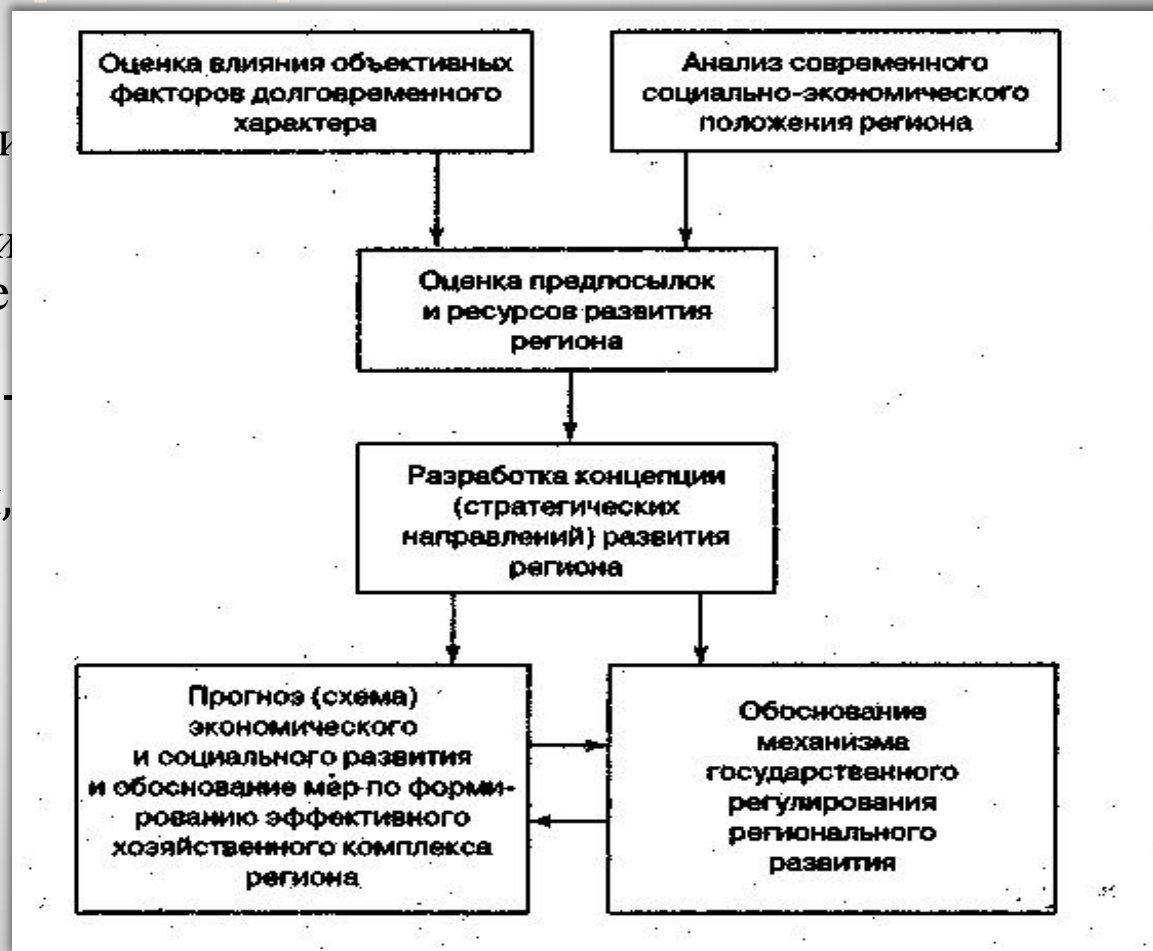 Оценка влияния объективных
факторов долговременного
характера
Анализ современного
социально-экономического
положения региона
Оценка предпосылок
и ресурсов развития
региона
Разработка концепции
(стратегических
направлений) развития
региона
Прогноз (схема)
экономического
и социального развития
и обоснование мер по форми-
рованию эффективного
хозяйственного комплекса
региона
Обоснование
механизма
государственного
регулирования
регионального
развития